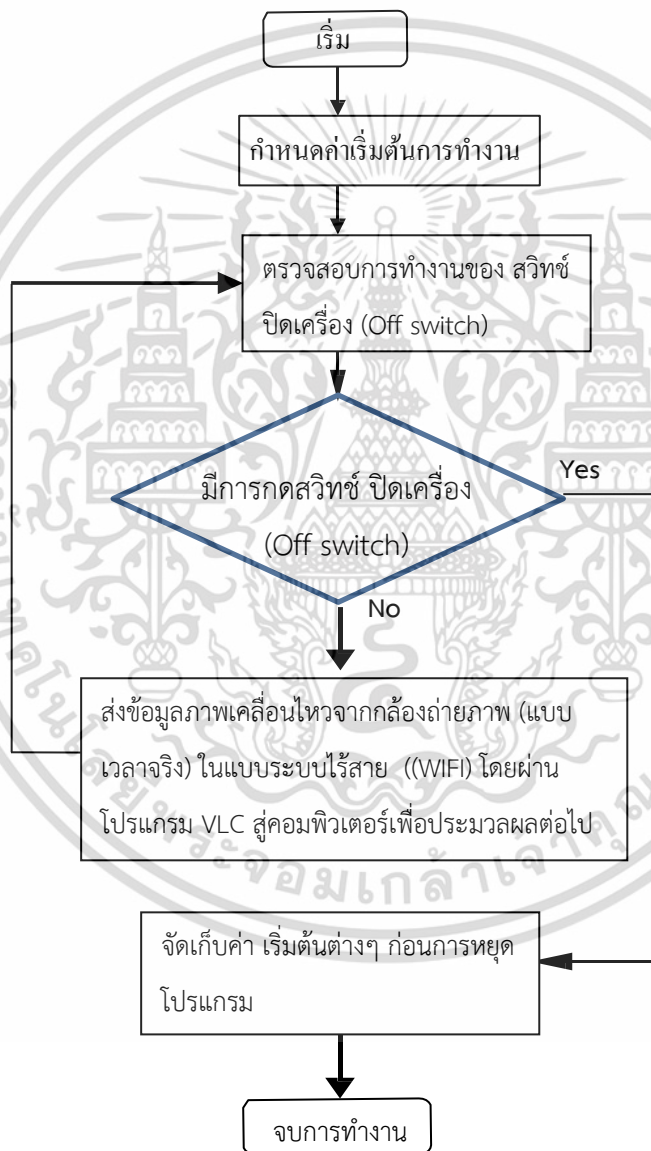 เริ่ม
กำหนดค่าเริ่มต้นการทำงาน
ตรวจสอบการทำงานของ สวิทช์
ปิดเครื่อง (Off switch)
มีการกดสวิทช์ ปิดเครื่อง
(Off switch)
Yes
No
ส่งข้อมูลภาพเคลื่อนไหวจากกล้องถ่ายภาพ (แบบ
เวลาจริง) ในแบบระบบไร้สาย ((WIFI) โดยผ่าน
โปรแกรม VLC สู่คอมพิวเตอร์เพื่อประมวลผลต่อไป
จัดเก็บค่า เริ่มต้นต่างๆ ก่อนการหยุด
โปรแกรม
จบการทำงาน